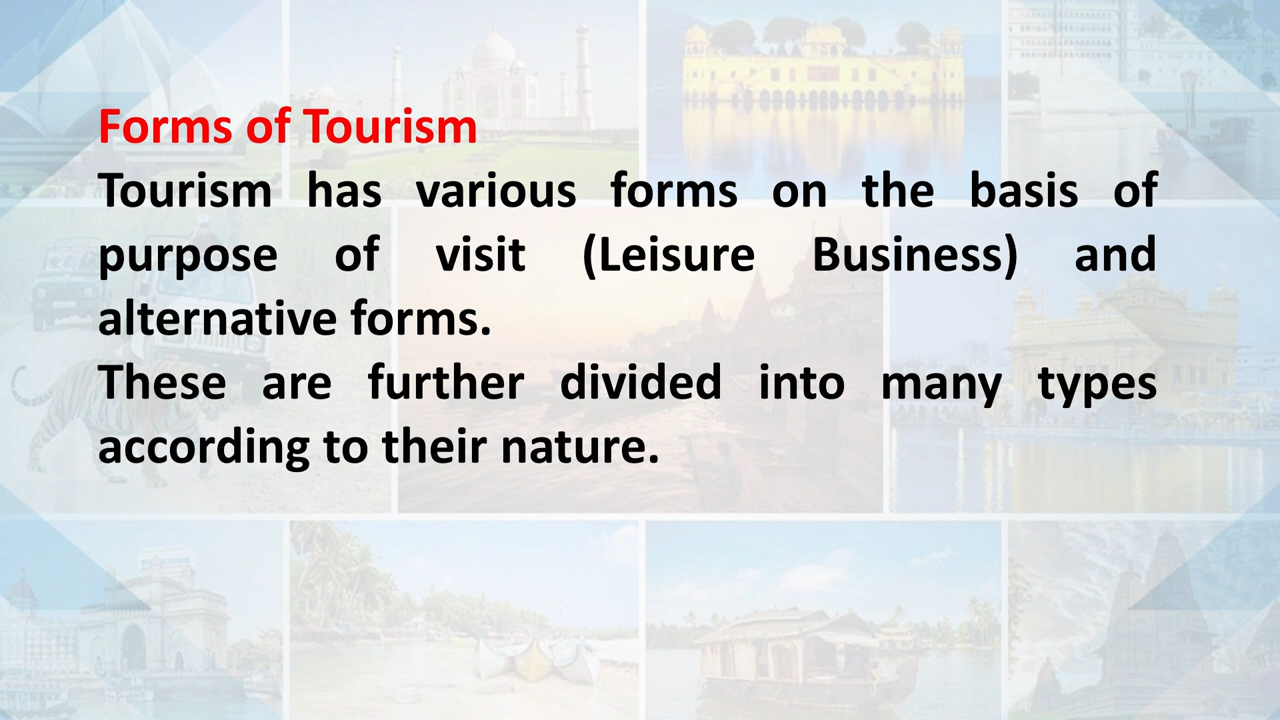 Forms of Tourism
Tourism has various forms on the basis of
purpose of visit (Leisure Business) and
alternative forms.
These are further divided into many types
according to their nature.